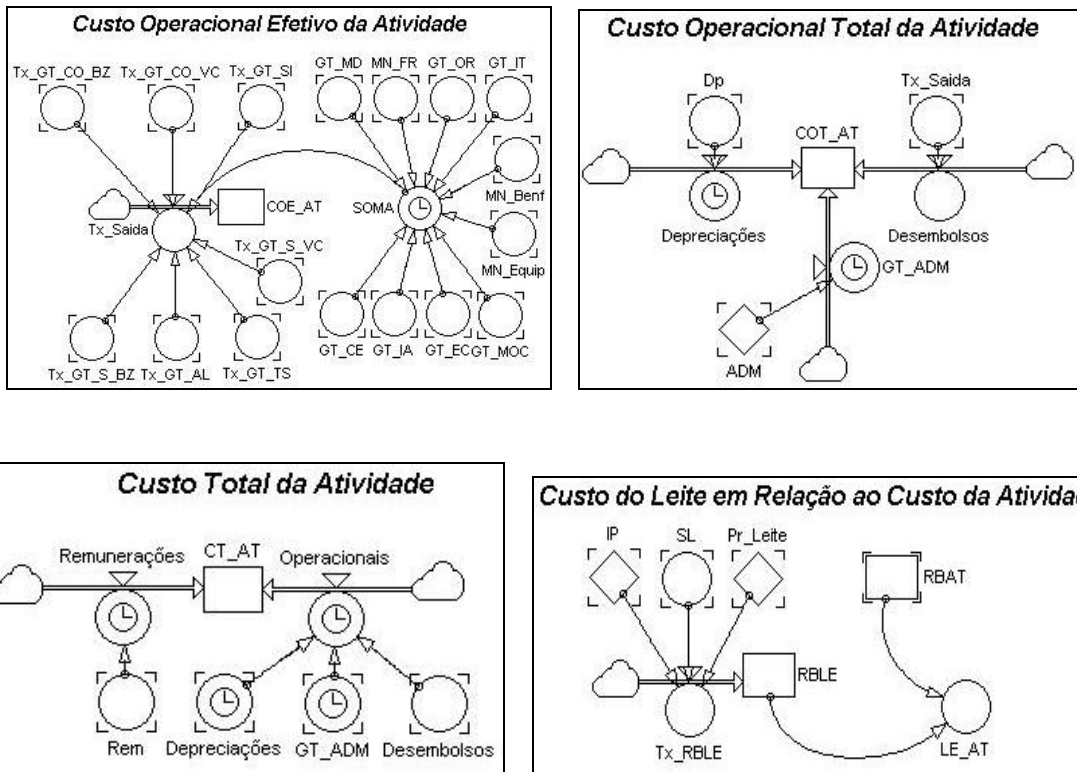 Custo Operacional Efetivo da Atividade
Tx_GT_CO_BZ Tx_GT_CO_VC Tx_GT_SI
GT_MD MN_FR GT_OR GT_IT
MN_Benf
COE_AT
SOMA
Tx_Saida
Tx_GT_S_VC
MN_Equip
GT_CE GT_IA GT_EC GT_MOC
Tx_GT_S_BZ Tx_GT_AL Tx_GT_TS
Custo Operacional Total da Atividade
Dp
Tx_Saida
COT_AT
Depreciações
Desembolsos
GT_ADM
ADM
Custo Total da Atividade
Remunerações CT_AT Operacionais
Rem Depreciações GT_ADM Desembolsos
Custo do Leite em Relação ao Custo da Ativida
IP SL Pr_Leite
RBAT
RBLE
Tx_RBLE
LE_AT